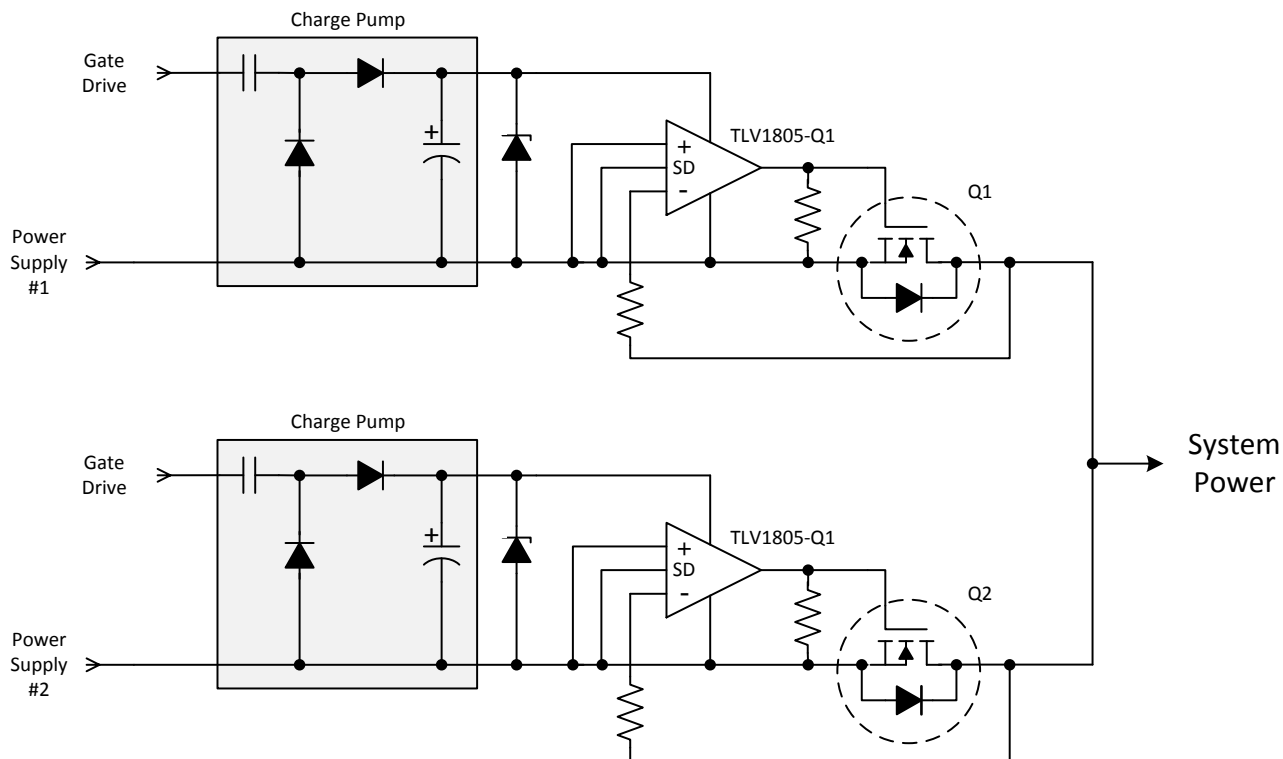 Charge Pump
Gate
Drive
+
TLV1805-Q1
+
SD
-
Q1
Power
Supply
#1
Charge Pump
Gate
Drive
+
TLV1805-Q1
+
SD
-
Q2
System
Power
Power
Supply
#2